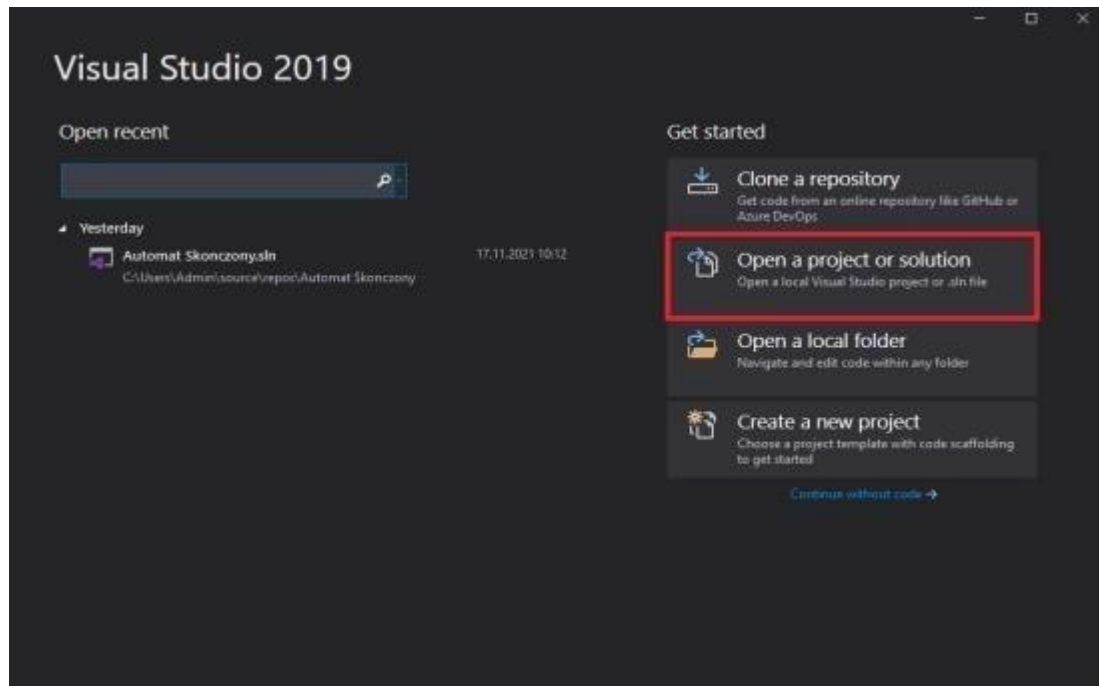 Visual Studio 2019
Open recent
Yesterday
Automat Skonczony.sln
17.11.2021 10:12
C:\Users\Admin\source\repos\Automat Skonczony
Get started
Clone a repository
Get code from an online repository like GitHub or
Azure DevOps
Open a project or solution
Open a local Visual Studio project or .sln file
Open a local folder
Navigate and edit code within any folder
Create a new project
Choose a project template with code scaffolding
to get started
Continue without code →